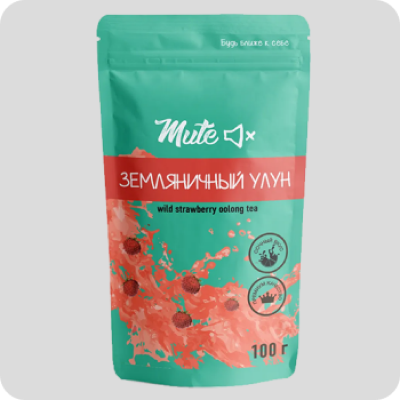 Будь ближе к себе
Mute
ЗЕМЛЯНИЧНЫЙ УЛУН
wild strawberry oolong tea
100 г